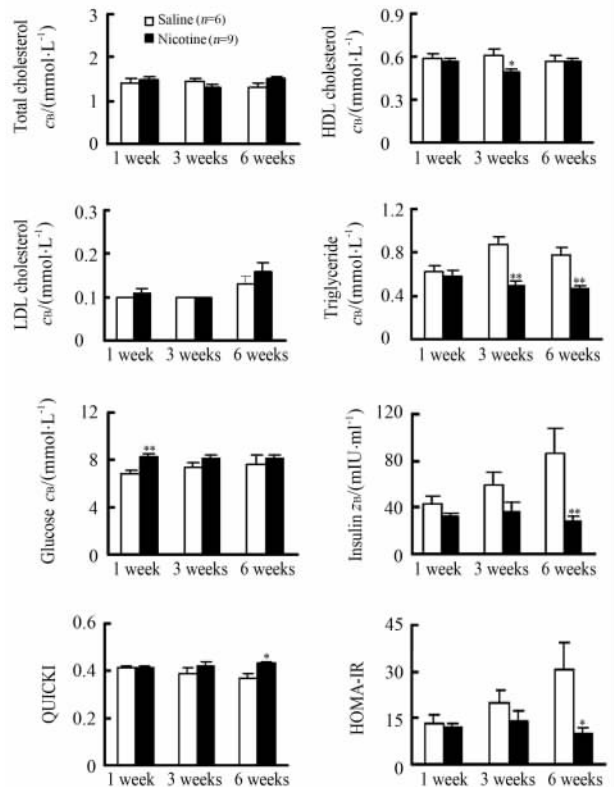 4
3
2
1
0
Total cholesterol
cB/(mmol·L-1)
Saline (n=6)
Nicotine (n=9)
1 week 3 weeks 6 weeks
0.9
0.6
0.3
0
HDL cholesterol
cB/(mmol·L-1)
*
1 week 3 weeks 6 weeks
0.3
0.2
0.1
0
LDL cholesterol
cB/(mmol·L-1)
1 week 3 weeks 6 weeks
1.2
0.8
0.4
0
Triglyceride
cB/(mmol·L-1)
** **
1 week 3 weeks 6 weeks
12
8
4
0
Glucose cB/(mmol·L-1)
**
1 week 3 weeks 6 weeks
120
80
40
0
Insulin zB/(mIU·ml-1)
**
1 week 3 weeks 6 weeks
0.6
0.4
0.2
0.0
QUICKI
*
1 week 3 weeks 6 weeks
45
30
15
0
HOMA-IR
*
1 week 3 weeks 6 weeks